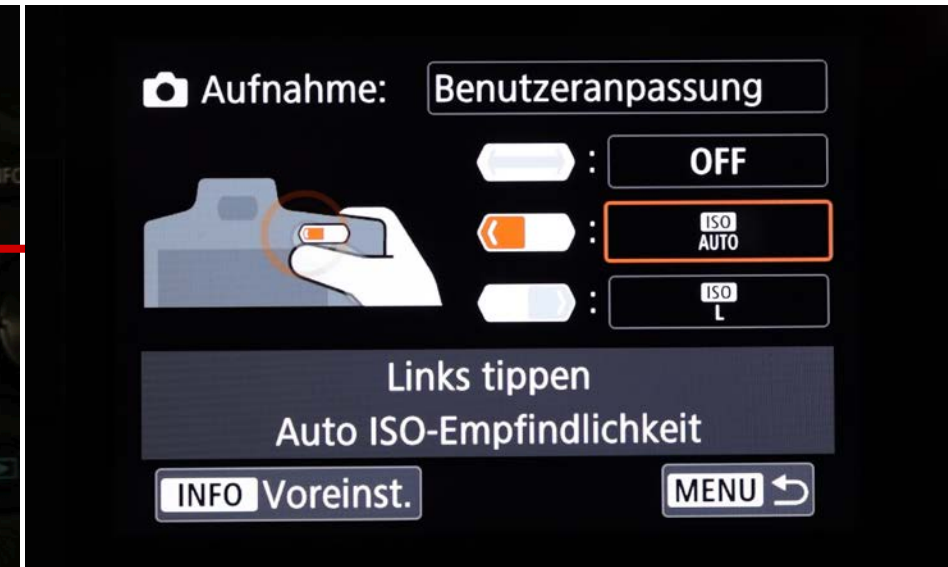 Aufnahme: Benutzeranpassung
: OFF
: ISO AUTO
: ISO L
Links tippen
Auto ISO-Empfindlichkeit
INFO Voreinst. MENU